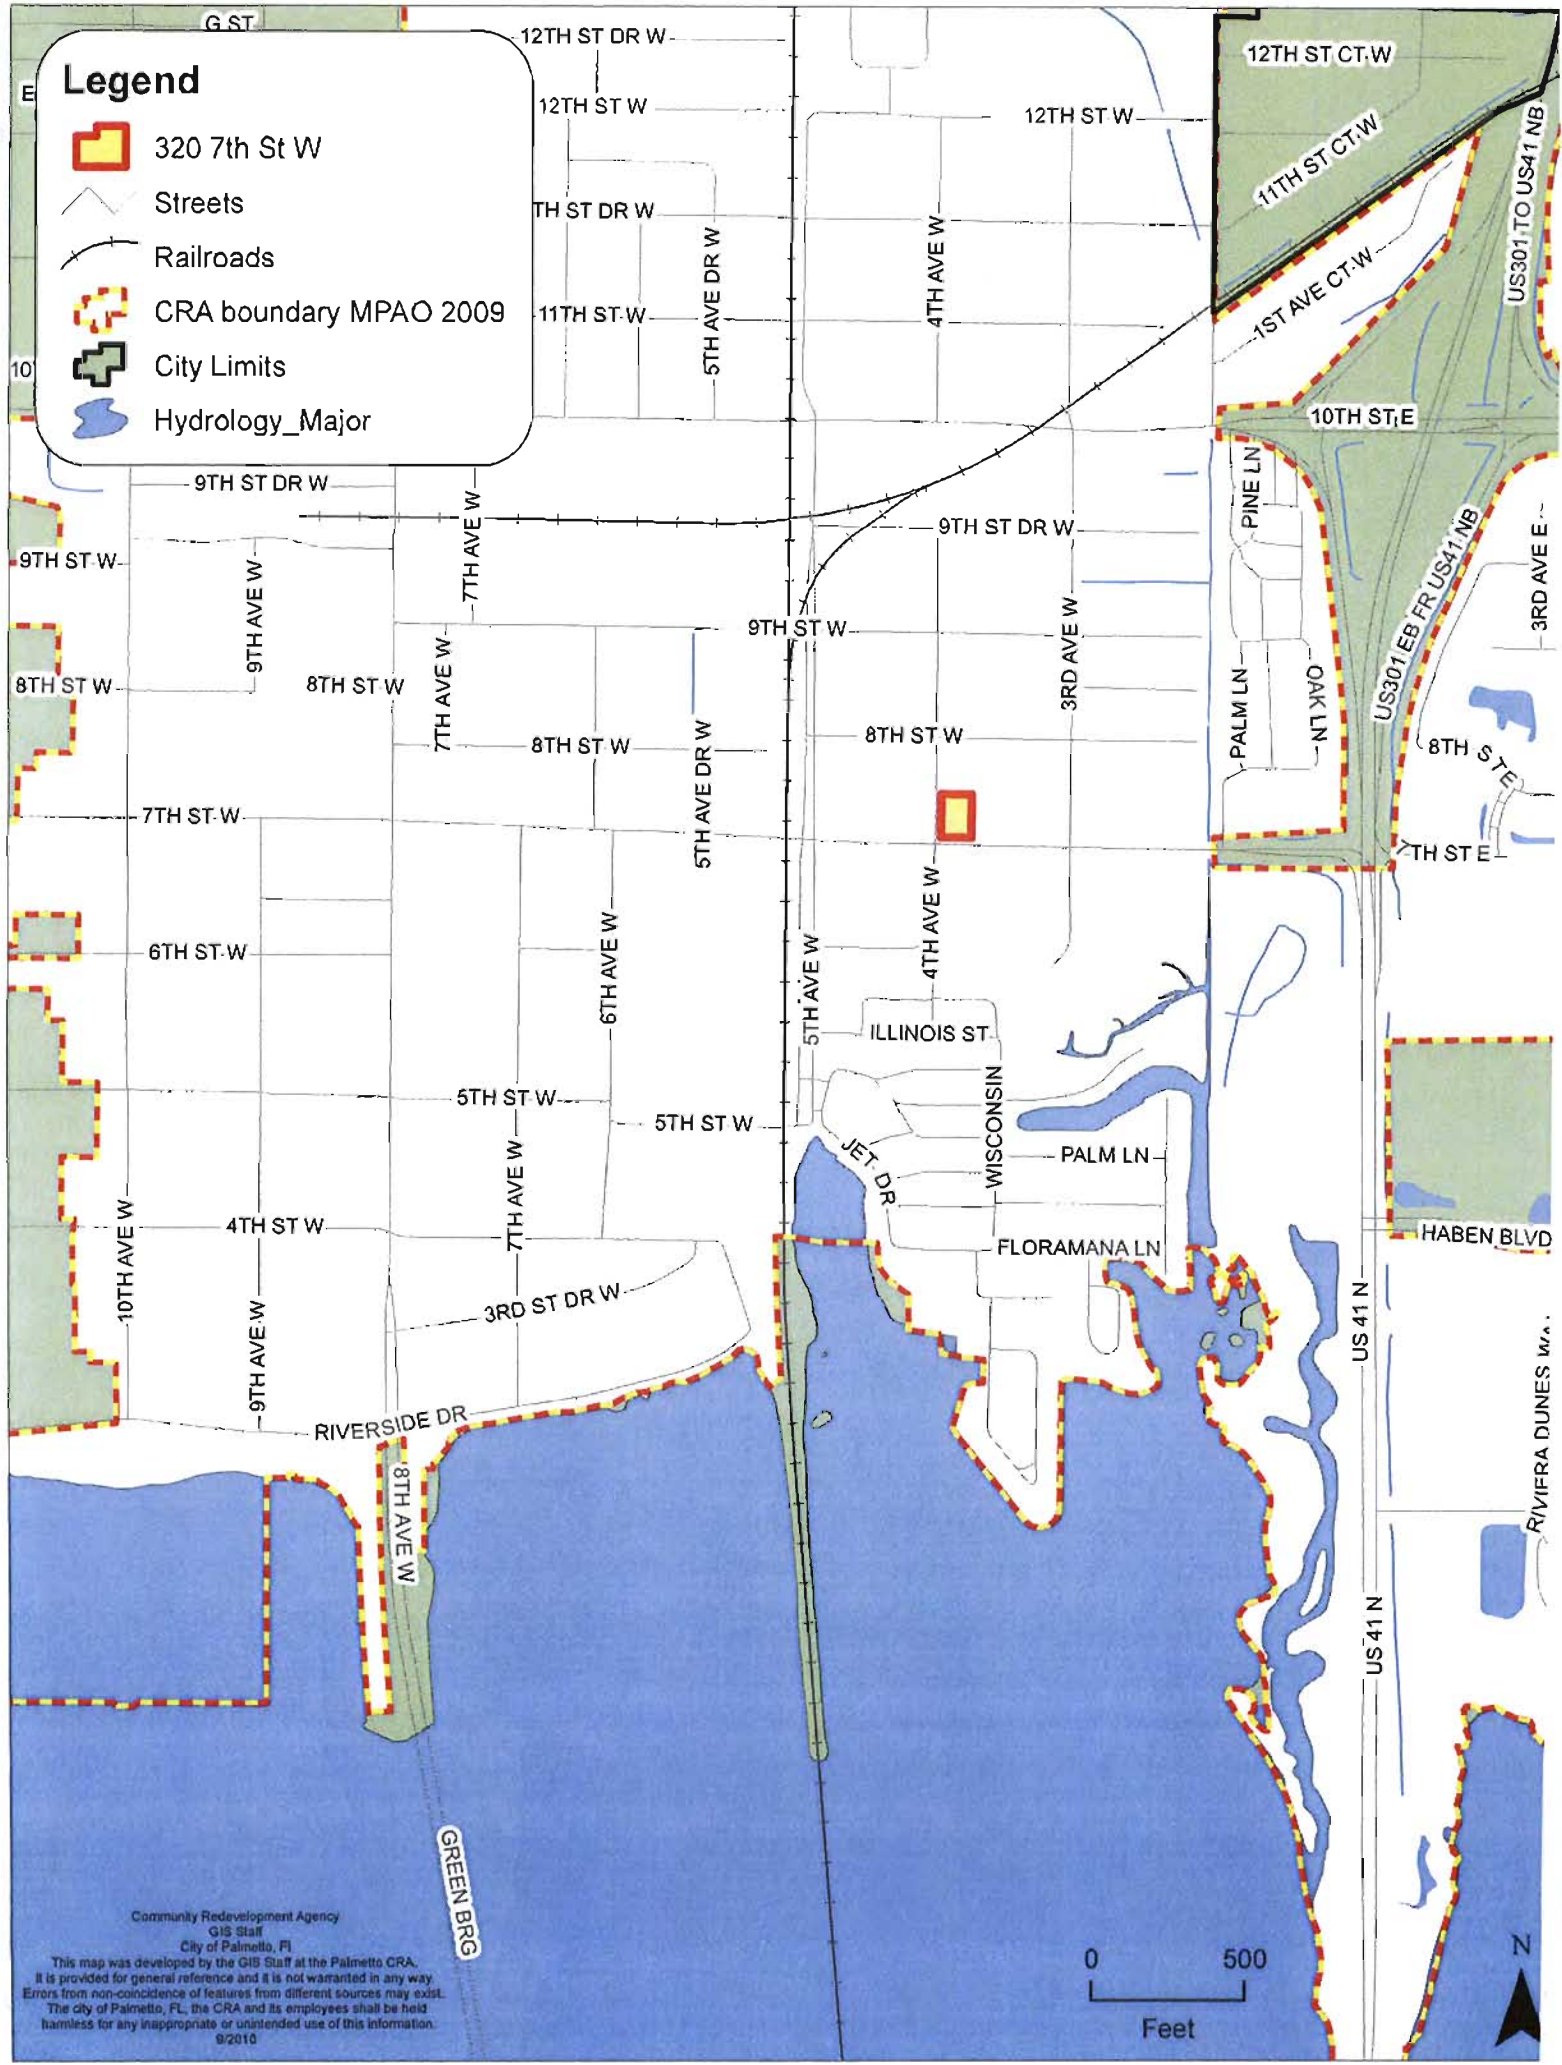 G ST
Legend
320 7th St W
Streets
Railroads
CRA boundary MPAO 2009
City Limits
Hydrology_Major
12TH ST DR W
12TH ST CT W
12TH ST W
12TH ST W
11TH ST CT W
US301 TO US41 NB
TH ST DR W
5TH AVE DR W
4TH AVE W
11TH ST W
1ST AVE CT W
10
10TH ST E
9TH ST DR W
7TH AVE W
9TH ST DR W
PINE LN
US301 EB FR US41 NB
3RD AVE E
9TH ST W
9TH AVE W
9TH ST W
3RD AVE W
8TH ST W
8TH ST W
7TH AVE W
8TH ST W
5TH AVE DR W
8TH ST W
PALM LN
OAK LN
8TH ST E
7TH ST W
7TH ST E
6TH ST W
6TH AVE W
5TH AVE W
4TH AVE W
ILLINOIS ST
5TH ST W
5TH ST W
WISCONSIN
JET DR
PALM LN
10TH AVE W
4TH ST W
7TH AVE W
FLORAMANA LN
HABEN BLVD
3RD ST DR W
9TH AVE W
US 41 N
RIVERSIDE DR
8TH AVE W
RIVIERA DUNES
US 41 N
GREEN BRG
Community Redevelopment Agency
GIS Staff
City of Palmetto, Fl
This map was developed by the GIS Staff at the Palmetto CRA.
It is provided for general reference and it is not warranted in any way.
Errors from non-coincidence of features from different sources may exist.
The city of Palmetto, FL, the CRA and its employees shall be held
harmless for any inappropriate or unintended use of this information.
9/2010
0 500
Feet
N